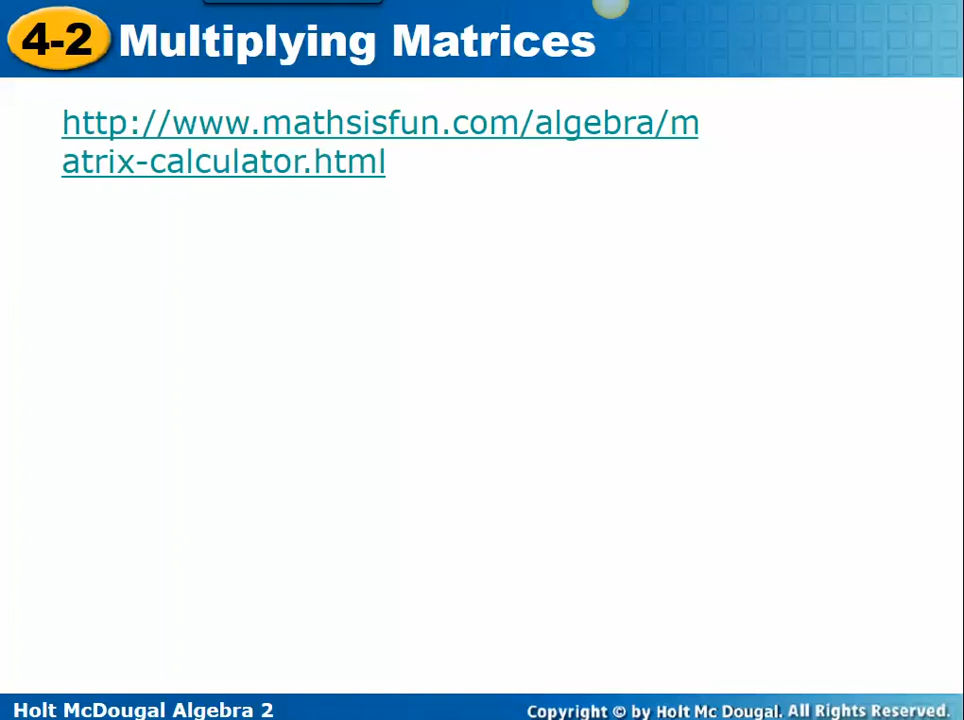 4-2 Multiplying Matrices
http://www.mathsisfun.com/algebra/m
atrix-calculator.html
Holt McDougal Algebra 2
Copyright © by Holt Mc Dougal. All Rights Reserved.